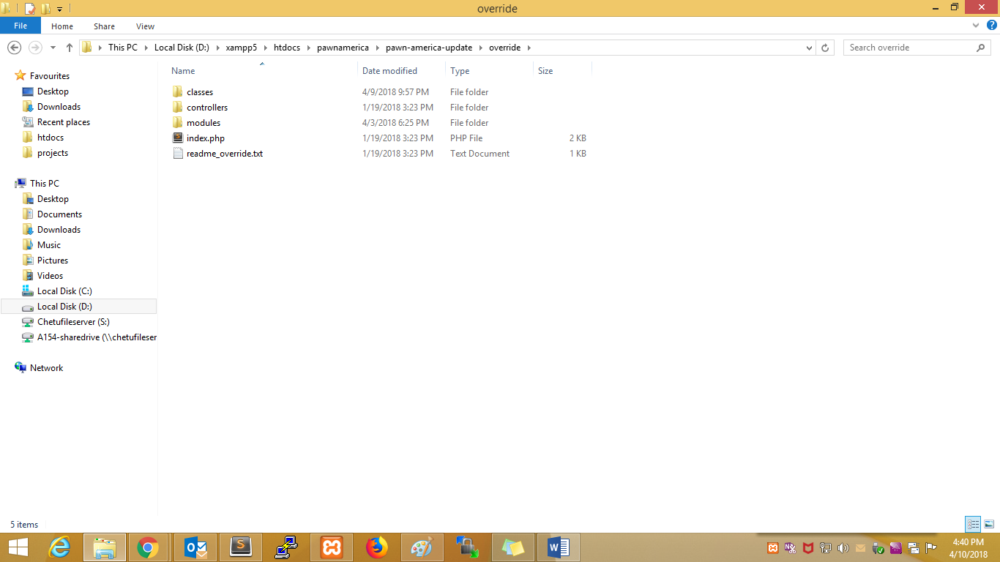 override
File Home Share View
This PC Local Disk (D:) xampp5 htdocs pawnamerica pawn-america-update override Search override
Name Date modified Type Size
Favourites
Desktop
Downloads
Recent places
htdocs
projects
This PC
Desktop
Documents
Downloads
Music
Pictures
Videos
Local Disk (C:)
Local Disk (D:)
Chetufileserver (S:)
A154-sharedrive (\\chetufileser
Network
classes 4/9/2018 9:57 PM File folder
controllers 1/19/2018 3:23 PM File folder
modules 4/3/2018 6:25 PM File folder
index.php 1/19/2018 3:23 PM PHP File 2 KB
readme_override.txt 1/19/2018 3:23 PM Text Document 1 KB
5 items
4:40 PM
4/10/2018